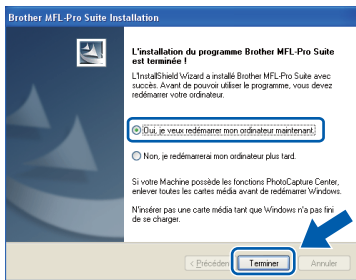 Brother MFL-Pro Suite Installation
L'installation du programme Brother MFL-Pro Suite
est terminée !
L'InstallShield Wizard a installé Brother MFL-Pro Suite avec
succès. Avant de pouvoir utiliser le programme, vous devez
redémarrer votre ordinateur.
Oui, je veux redémarrer mon ordinateur maintenant.
Non, je redémarrerai mon ordinateur plus tard.
Si votre Machine possède les fonctions PhotoCapture Center,
enlever toutes les cartes média avant de redémarrer Windows.
N'insérer pas une carte média tant que Windows n'a pas fini
de se charger.
< Précéden Terminer Annuler